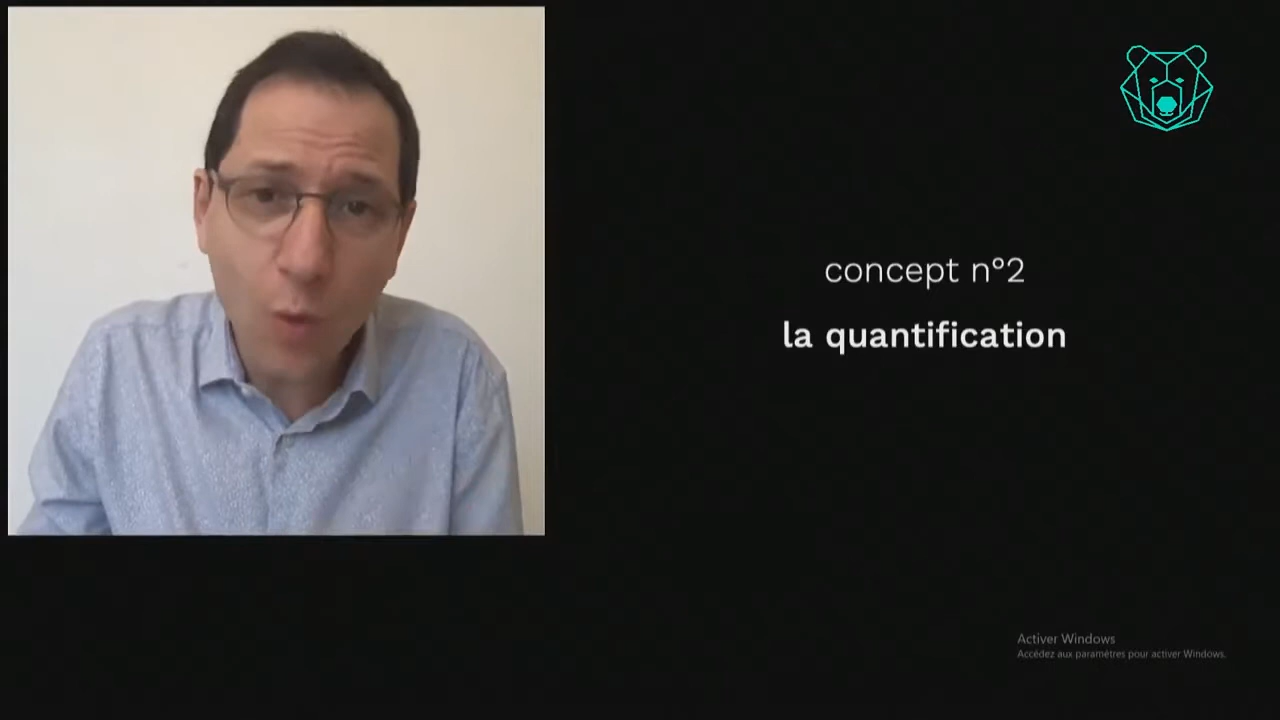 concept n°2
la quantification
Activer Windows
Accédez aux paramètres pour activer Windows.